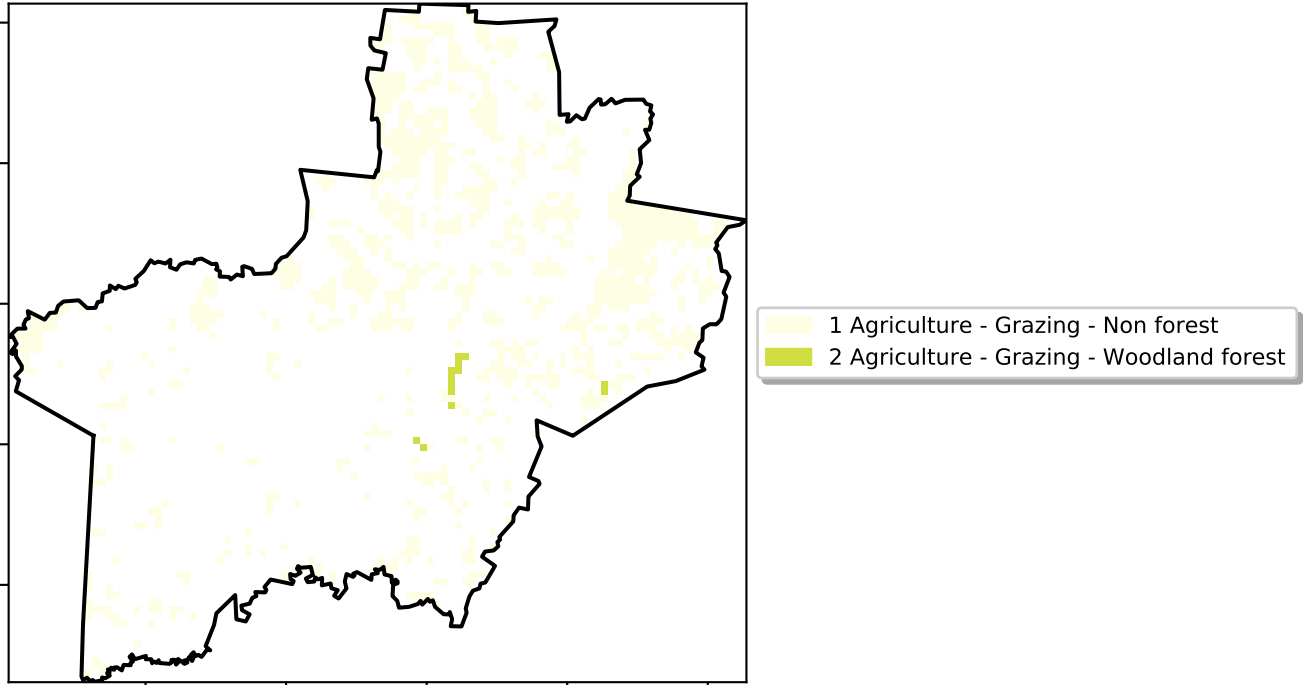 1 Agriculture - Grazing - Non forest
2 Agriculture - Grazing - Woodland forest